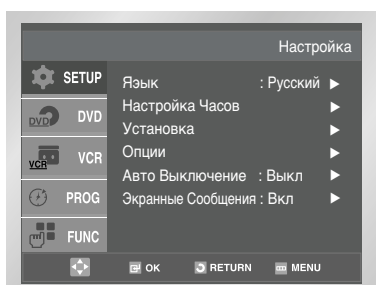 Настройка
SETUP
Язык : Русский ▶
Настройка Часов ▶
DVD DVD
Установка ▶
VCR VCR
Опции ▶
Авто Выключение : Выкл ▶
PROG
Экранные Сообщения : Вкл ▶
FUNC
OK RETURN MENU